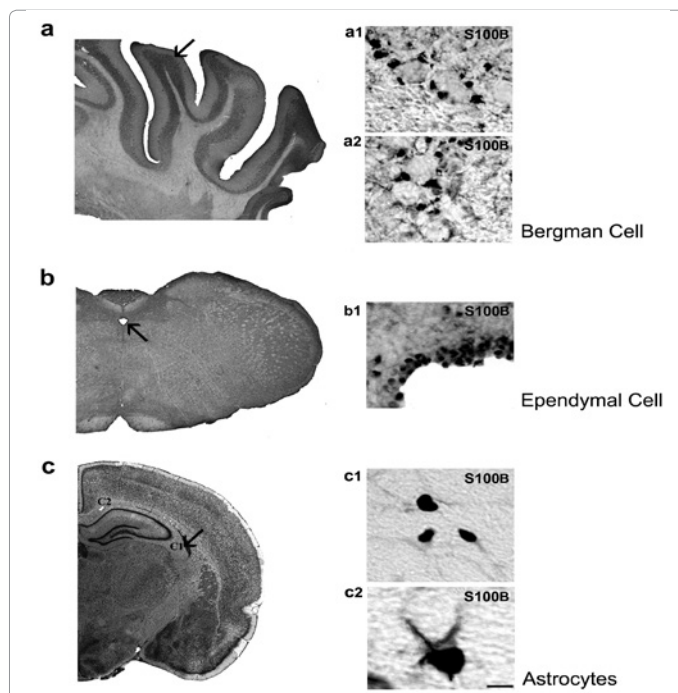 a
a1
S100B
a2
S100B
Bergman Cell
b
b1
S100B
Ependymal Cell
c
C2
C1
c1
S100B
c2
S100B
Astrocytes